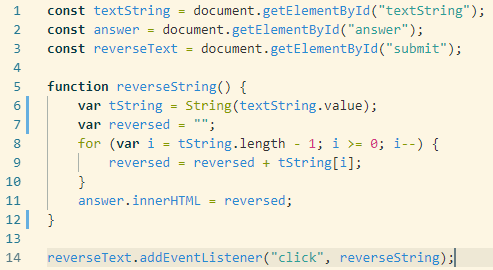 1 const textString = document.getElementById("textString");
2 const answer = document.getElementById("answer");
3 const reverseText = document.getElementById("submit");
4
5 function reverseString() {
6     var tString = String(textString.value);
7     var reversed = "";
8     for (var i = tString.length - 1; i >= 0; i--) {
9         reversed = reversed + tString[i];
10     }
11     answer.innerHTML = reversed;
12 }
13
14 reverseText.addEventListener("click", reverseString);